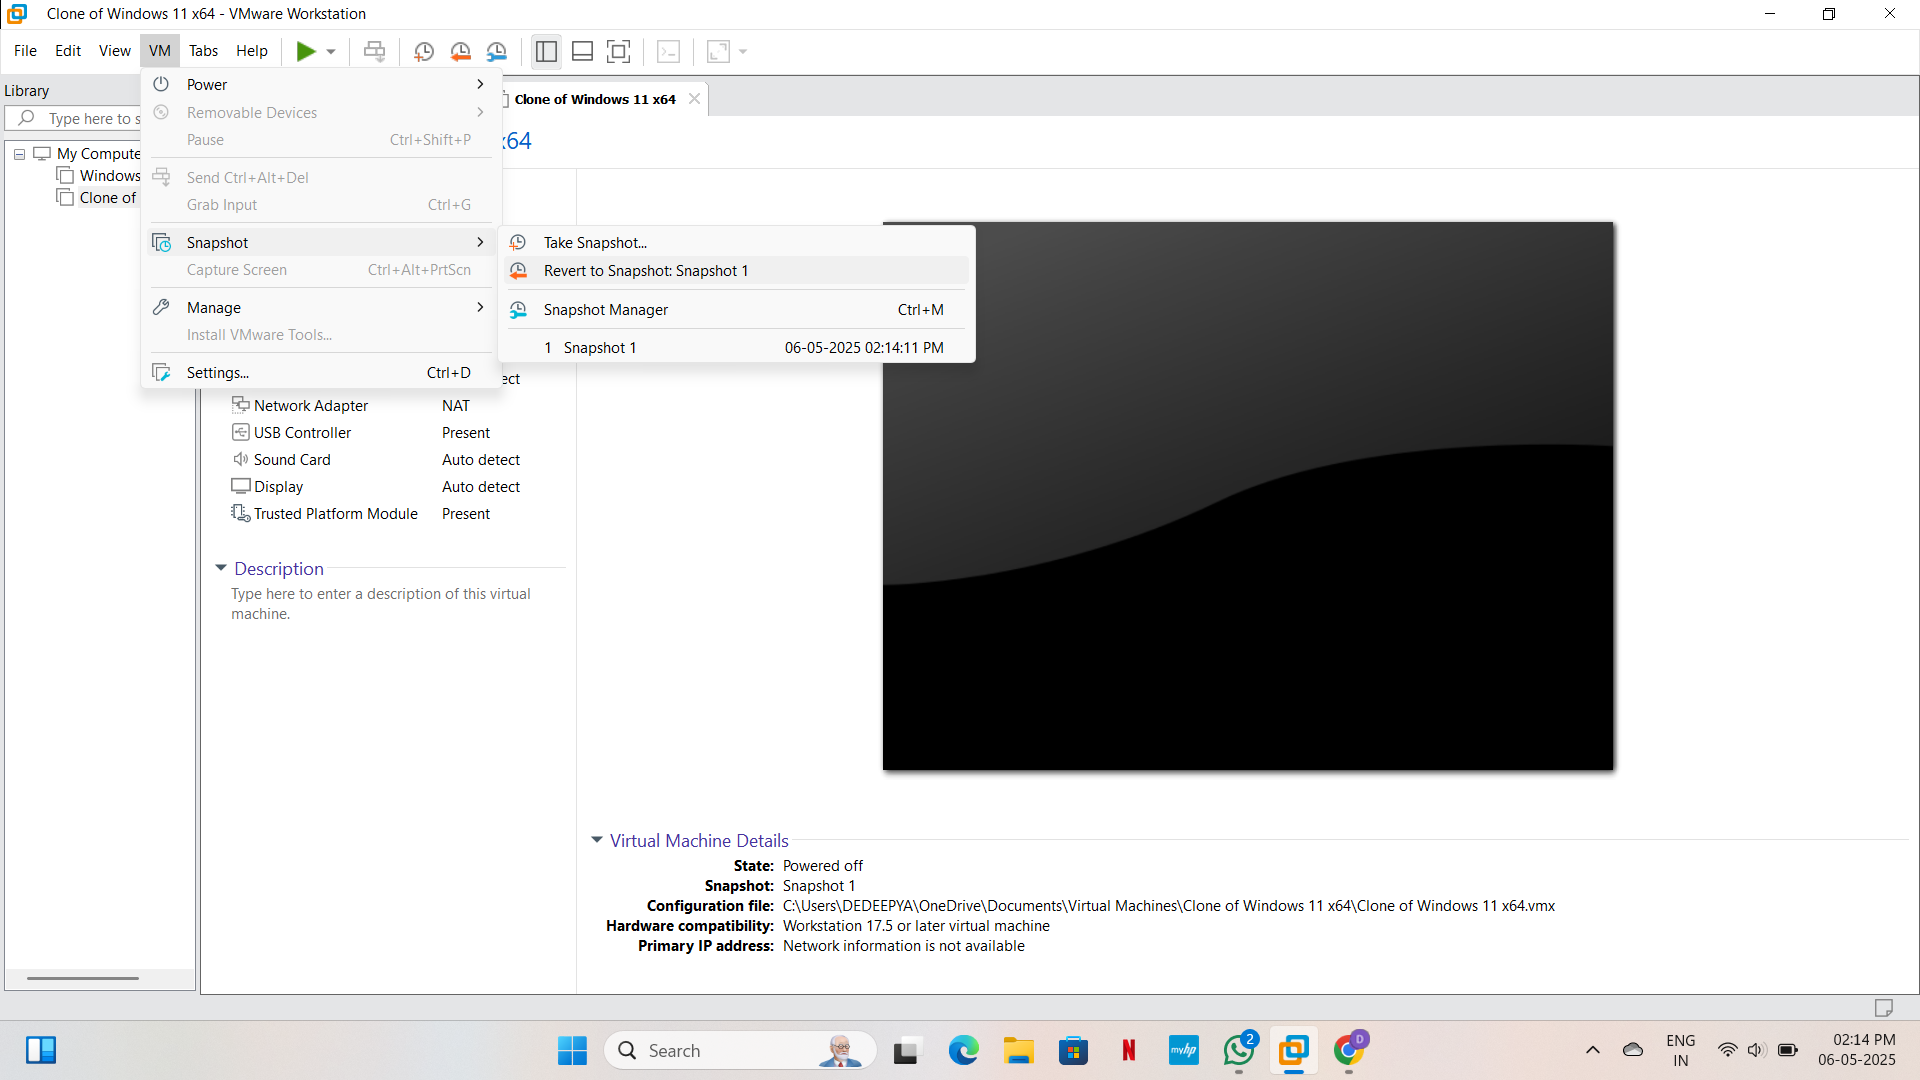 Clone of Windows 11 x64 - VMware Workstation
File Edit View VM Tabs Help
Library
Type here to s
My Compute
Windows
Clone of
Power
Removable Devices
Pause Ctrl+Shift+P
Send Ctrl+Alt+Del
Grab Input Ctrl+G
Snapshot
Capture Screen Ctrl+Alt+PrtScn
Manage
Install VMware Tools...
Settings... Ctrl+D
Clone of Windows 11 x64
x64
Take Snapshot...
Revert to Snapshot: Snapshot 1
Snapshot Manager Ctrl+M
1 Snapshot 1 06-05-2025 02:14:11 PM
ect
Network Adapter NAT
USB Controller Present
Sound Card Auto detect
Display Auto detect
Trusted Platform Module Present
Description
Type here to enter a description of this virtual
machine.
Virtual Machine Details
State: Powered off
Snapshot: Snapshot 1
Configuration file: C:\Users\DEDEEPYA\OneDrive\Documents\Virtual Machines\Clone of Windows 11 x64\Clone of Windows 11 x64.vmx
Hardware compatibility: Workstation 17.5 or later virtual machine
Primary IP address: Network information is not available
Search
N
myhp
2
D
ENG
IN
02:14 PM
06-05-2025